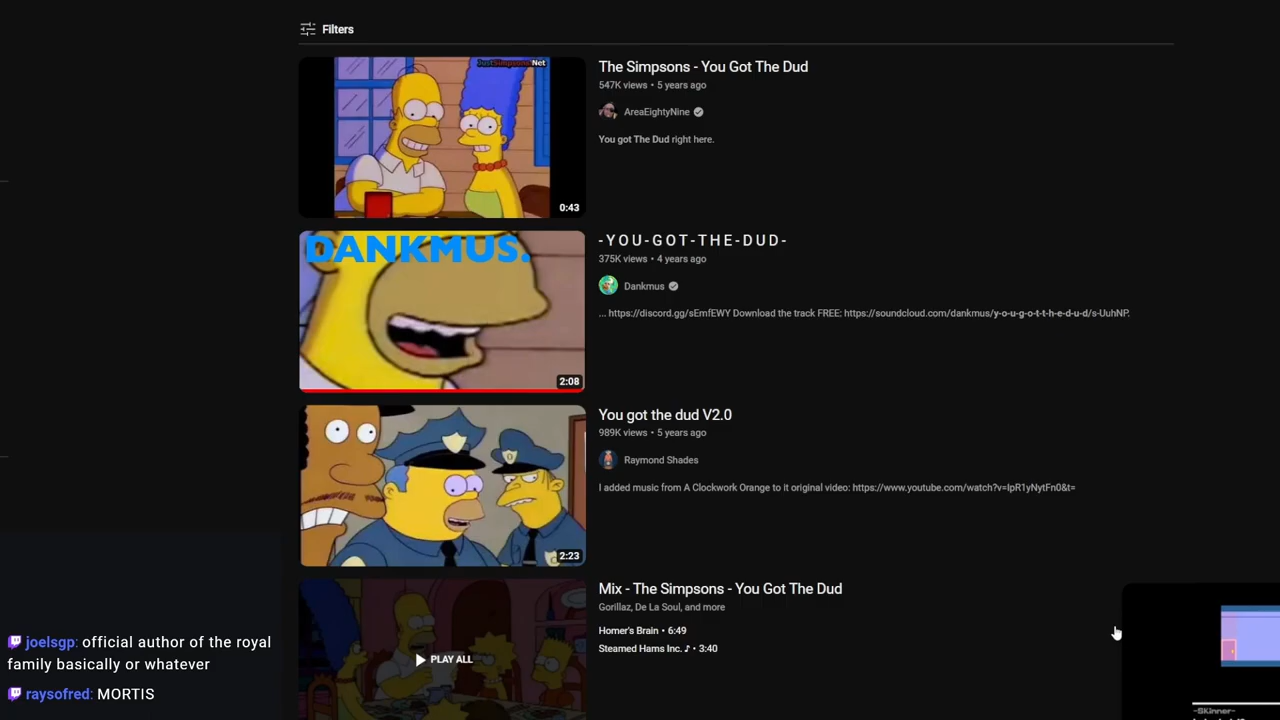 Filters
JustSimpsons.Net
0:43
The Simpsons - You Got The Dud
547K views • 5 years ago
AreaEightyNine
You got The Dud right here.
DANKMUS.
2:08
-Y O U - G O T - T H E - D U D -
375K views • 4 years ago
Dankmus
... https://discord.gg/sEmfEWY Download the track FREE: https://soundcloud.com/dankmus/y-o-u-g-o-t-t-h-e-d-u-d/s-UuhNP.
2:23
You got the dud V2.0
989K views • 5 years ago
Raymond Shades
I added music from A Clockwork Orange to it original video: https://www.youtube.com/watch?v=IpR1yNytFn0&t=
PLAY ALL
Mix - The Simpsons - You Got The Dud
Gorillaz, De La Soul, and more
Homer's Brain • 6:49
Steamed Hams Inc. ♪ • 3:40
joelsgp: official author of the royal
family basically or whatever
raysofred: MORTIS
~SKinner~